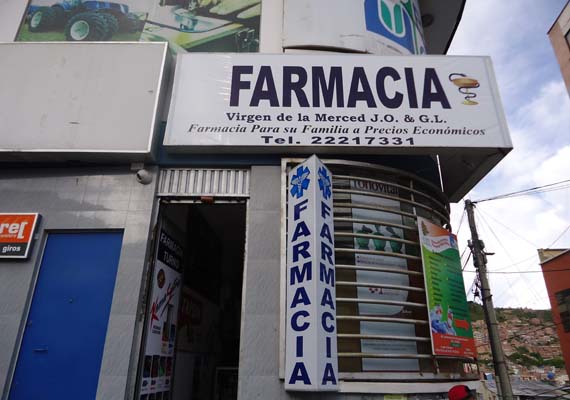 FARMACIA
Virgen de la Merced J.O. & G.L.
Farmacia Para su Familia a Precios Económicos
Tel. 22217331
FARMACIA
FARMACIA
giros